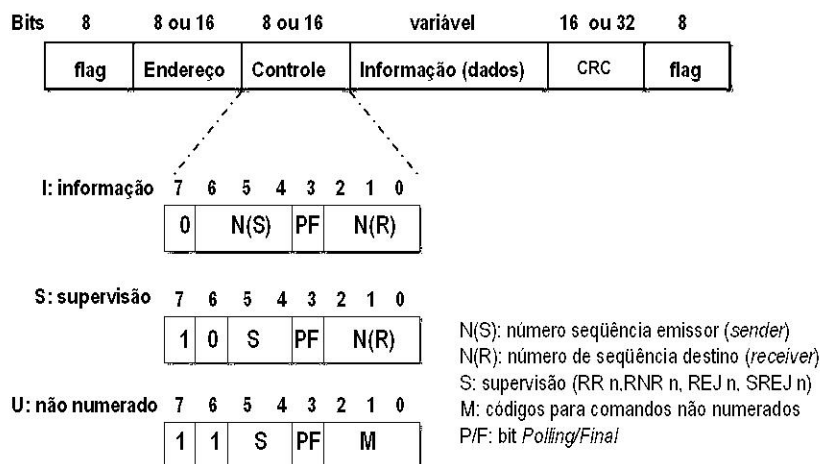 Bits 8 8 ou 16 8 ou 16 variável 16 ou 32 8
flag Endereço Controle Informação (dados) CRC flag
I: informação 7 6 5 4 3 2 1 0
0 N(S) PF N(R)
S: supervisão 7 6 5 4 3 2 1 0
1 0 S PF N(R)
U: não numerado 7 6 5 4 3 2 1 0
1 1 S PF M
N(S): número seqüência emissor (sender)
N(R): número de seqüência destino (receiver)
S: supervisão (RR n,RNR n, REJ n, SREJ n)
M: códigos para comandos não numerados
P/F: bit Polling/Final